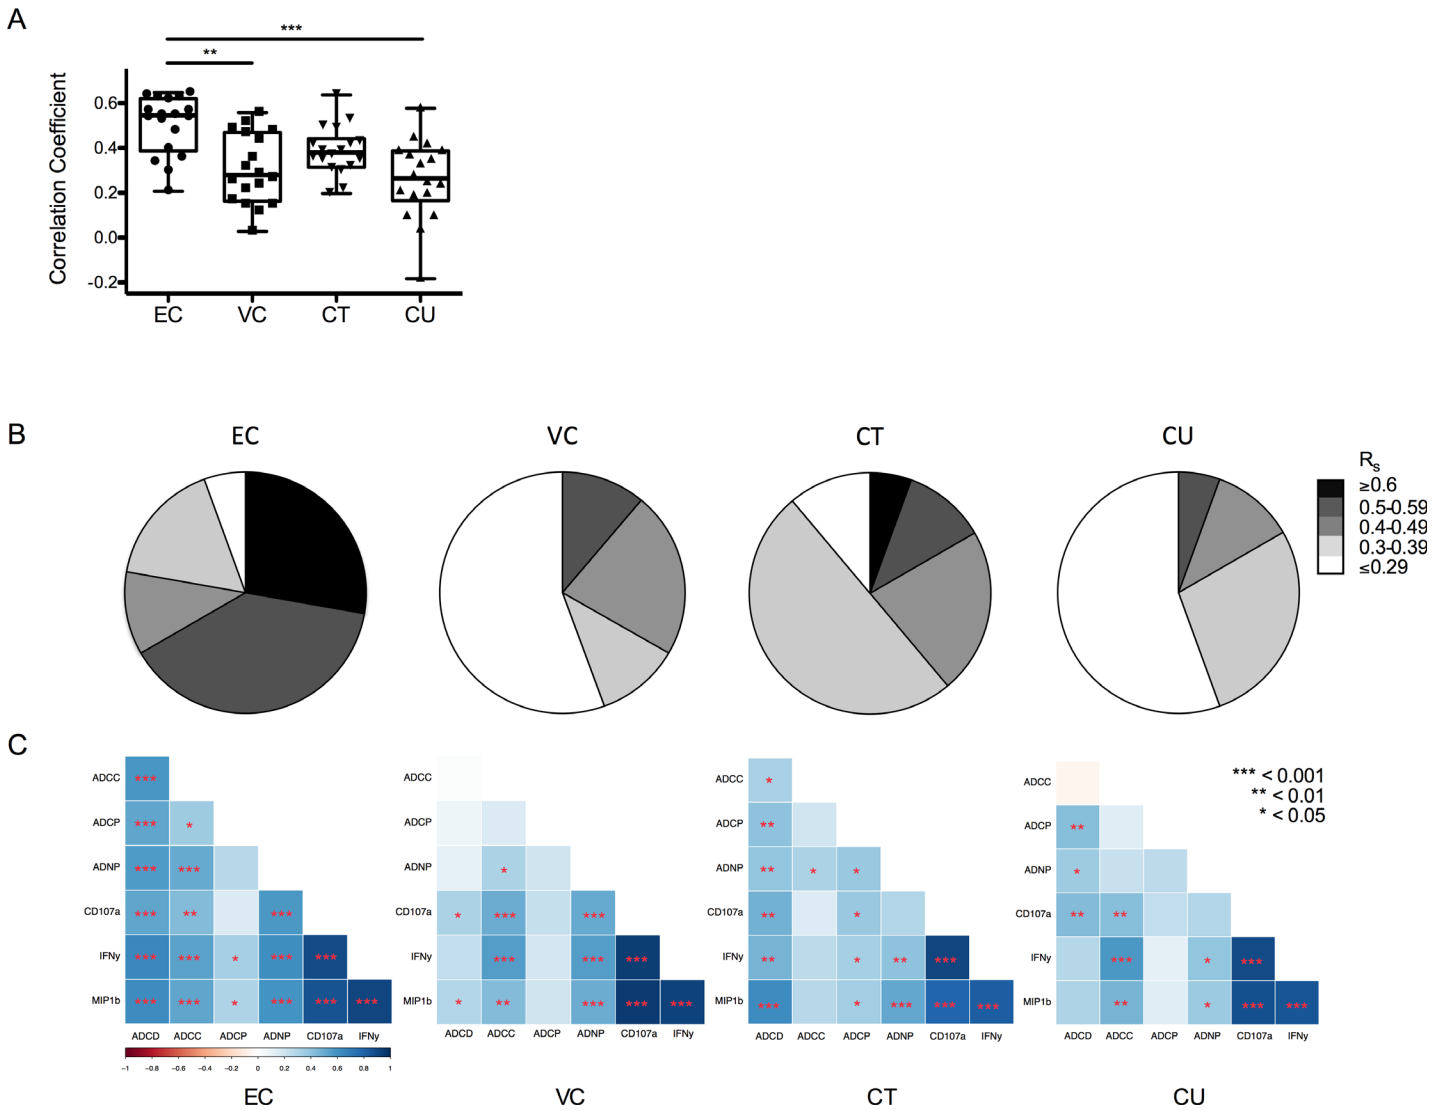 A
***
**
Correlation Coefficient
0.6
0.4
0.2
0.0
-0.2
EC VC CT CU
B
EC VC CT CU
Rs
≥0.6
0.5-0.59
0.4-0.49
0.3-0.39
≤0.29
C
ADCC ***
ADCP *** *
ADNP *** ***
CD107a *** ** ***
IFNy *** *** * *** ***
MIP1b *** *** * *** *** ***
ADCD ADCC ADCP ADNP CD107a IFNy
−1 −0.8 −0.6 −0.4 −0.2 0 0.2 0.4 0.6 0.8 1
EC
ADCC
ADCP
ADNP *
CD107a * *** ***
IFNy *** *** ***
MIP1b * ** *** *** ***
ADCD ADCC ADCP ADNP CD107a IFNy
VC
ADCC *
ADCP **
ADNP ** * *
CD107a ** *
IFNy ** * ** ***
MIP1b *** * *** *** ***
ADCD ADCC ADCP ADNP CD107a IFNy
CT
ADCC
ADCP **
ADNP *
CD107a ** **
IFNy *** * ***
MIP1b ** * *** ***
ADCD ADCC ADCP ADNP CD107a IFNy
CU
*** < 0.001
** < 0.01
* < 0.05